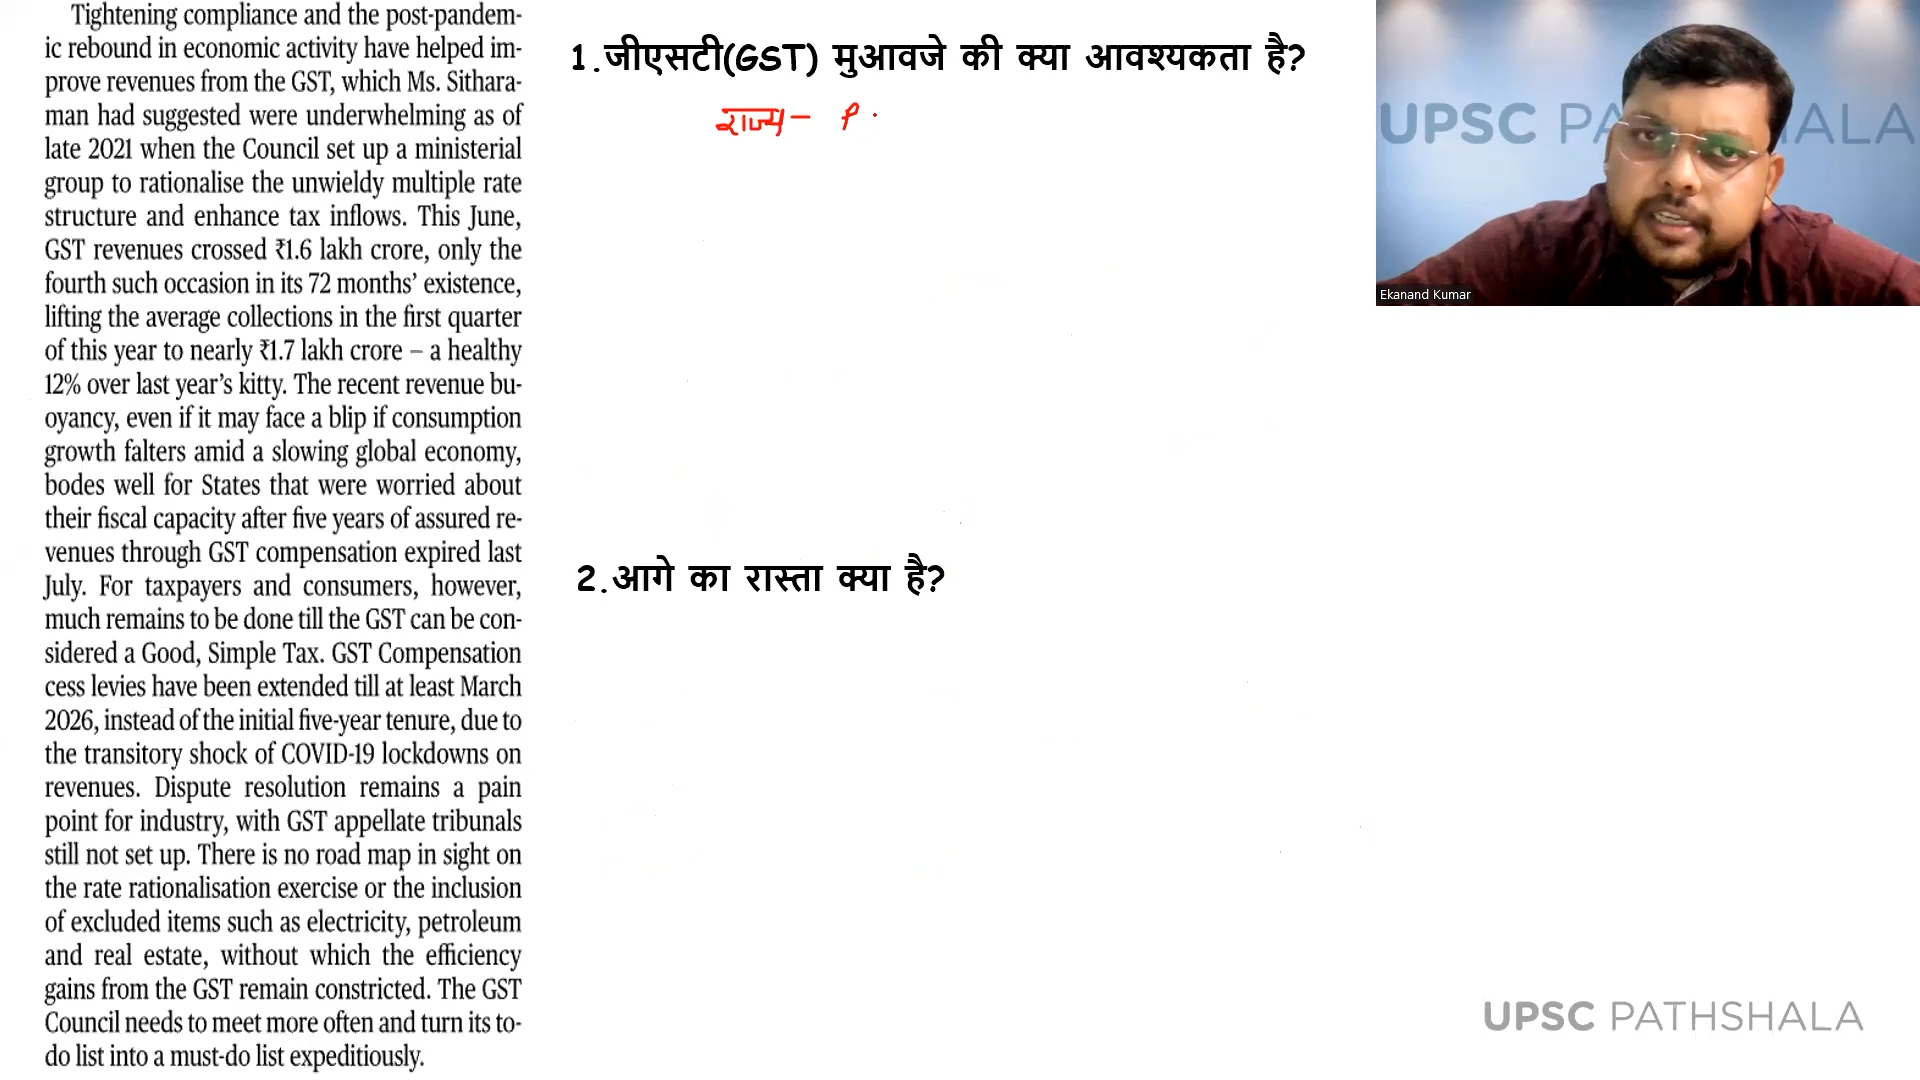 Tightening compliance and the post-pandem-
ic rebound in economic activity have helped im-
prove revenues from the GST, which Ms. Sithara-
man had suggested were underwhelming as of
late 2021 when the Council set up a ministerial
group to rationalise the unwieldy multiple rate
structure and enhance tax inflows. This June,
GST revenues crossed ₹1.6 lakh crore, only the
fourth such occasion in its 72 months’ existence,
lifting the average collections in the first quarter
of this year to nearly ₹1.7 lakh crore – a healthy
12% over last year’s kitty. The recent revenue bu-
oyancy, even if it may face a blip if consumption
growth falters amid a slowing global economy,
bodes well for States that were worried about
their fiscal capacity after five years of assured re-
venues through GST compensation expired last
July. For taxpayers and consumers, however,
much remains to be done till the GST can be con-
sidered a Good, Simple Tax. GST Compensation
cess levies have been extended till at least March
2026, instead of the initial five-year tenure, due to
the transitory shock of COVID-19 lockdowns on
revenues. Dispute resolution remains a pain
point for industry, with GST appellate tribunals
still not set up. There is no road map in sight on
the rate rationalisation exercise or the inclusion
of excluded items such as electricity, petroleum
and real estate, without which the efficiency
gains from the GST remain constricted. The GST
Council needs to meet more often and turn its to-
do list into a must-do list expeditiously.
1.जीएसटी(GST) मुआवजे की क्या आवश्यकता है?
राज्य–
2.आगे का रास्ता क्या है?
UPSC PATHSHALA
Ekanand Kumar
UPSC PATHSHALA